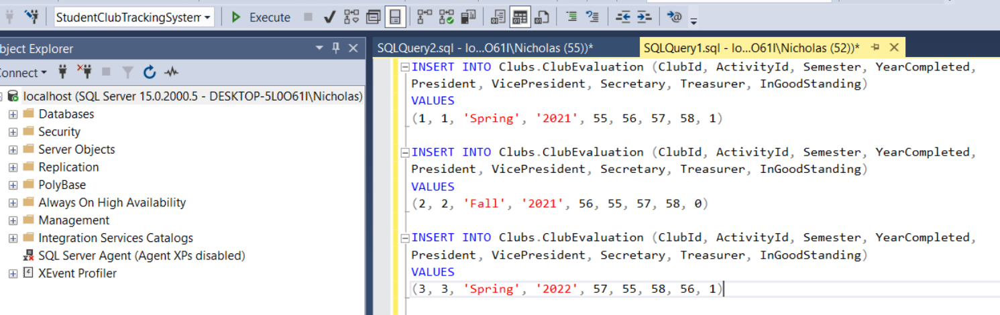 StudentClubTrackingSystem
Execute
bject Explorer
onnect
localhost (SQL Server 15.0.2000.5 - DESKTOP-5L0O61I\Nicholas)
Databases
Security
Server Objects
Replication
PolyBase
Always On High Availability
Management
Integration Services Catalogs
SQL Server Agent (Agent XPs disabled)
XEvent Profiler
SQLQuery2.sql - lo...O61I\Nicholas (55))*
SQLQuery1.sql - lo...O61I\Nicholas (52))*
INSERT INTO Clubs.ClubEvaluation (ClubId, ActivityId, Semester, YearCompleted,
President, VicePresident, Secretary, Treasurer, InGoodStanding)
VALUES
(1, 1, 'Spring', '2021', 55, 56, 57, 58, 1)
INSERT INTO Clubs.ClubEvaluation (ClubId, ActivityId, Semester, YearCompleted,
President, VicePresident, Secretary, Treasurer, InGoodStanding)
VALUES
(2, 2, 'Fall', '2021', 56, 55, 57, 58, 0)
INSERT INTO Clubs.ClubEvaluation (ClubId, ActivityId, Semester, YearCompleted,
President, VicePresident, Secretary, Treasurer, InGoodStanding)
VALUES
(3, 3, 'Spring', '2022', 57, 55, 58, 56, 1)